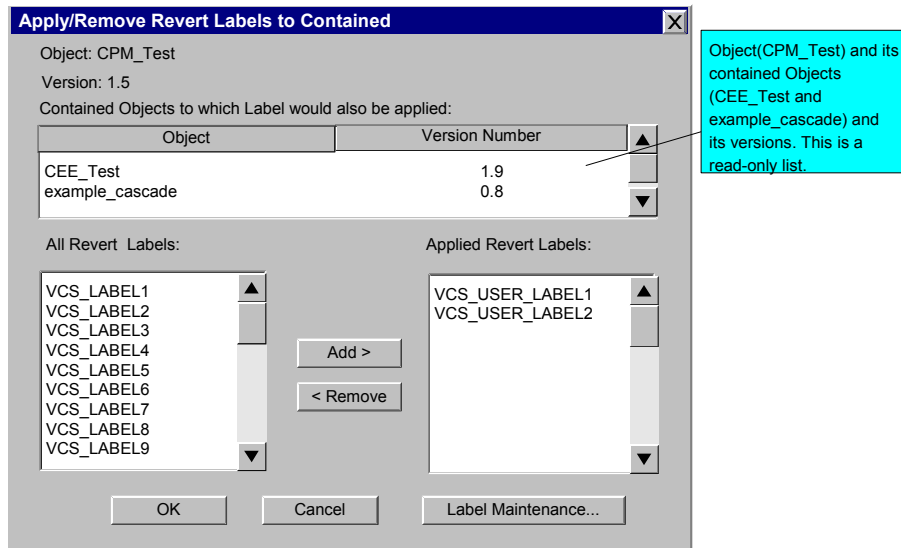 Apply/Remove Revert Labels to Contained
X
Object: CPM_Test
Version: 1.5
Contained Objects to which Label would also be applied:
Object Version Number
CEE_Test 1.9
example_cascade 0.8
Object(CPM_Test) and its
contained Objects
(CEE_Test and
example_cascade) and
its versions. This is a
read-only list.
All Revert Labels:
VCS_LABEL1
VCS_LABEL2
VCS_LABEL3
VCS_LABEL4
VCS_LABEL5
VCS_LABEL6
VCS_LABEL7
VCS_LABEL8
VCS_LABEL9
Add >
< Remove
Applied Revert Labels:
VCS_USER_LABEL1
VCS_USER_LABEL2
OK
Cancel
Label Maintenance...